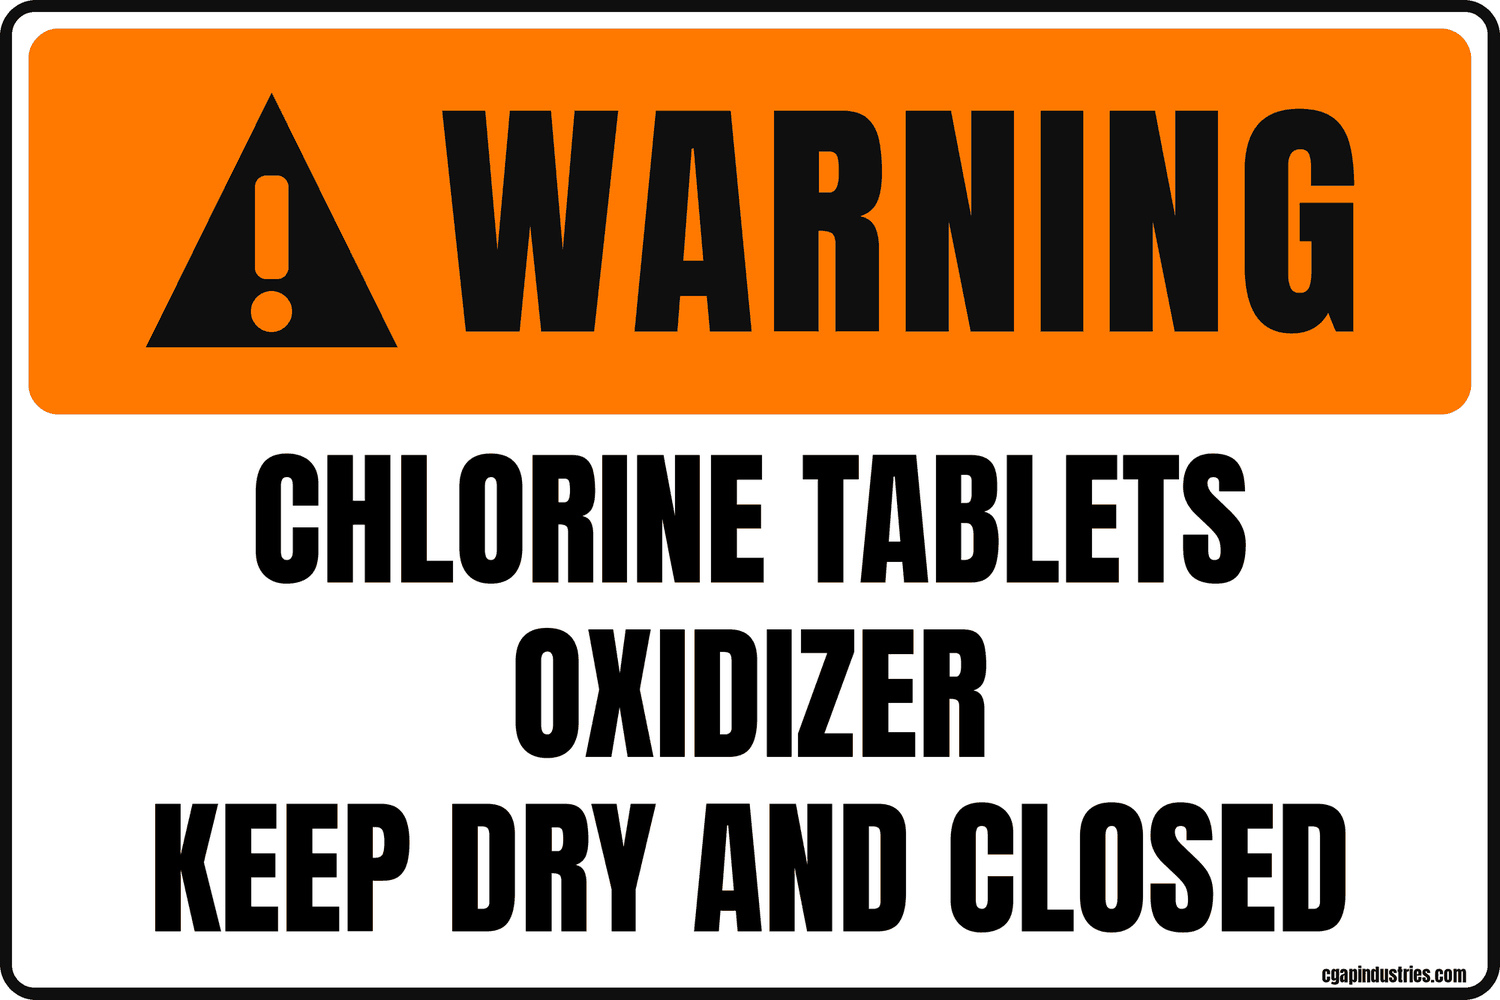 WARNING
CHLORINE TABLETS
OXIDIZER
KEEP DRY AND CLOSED
cgapindustries.com